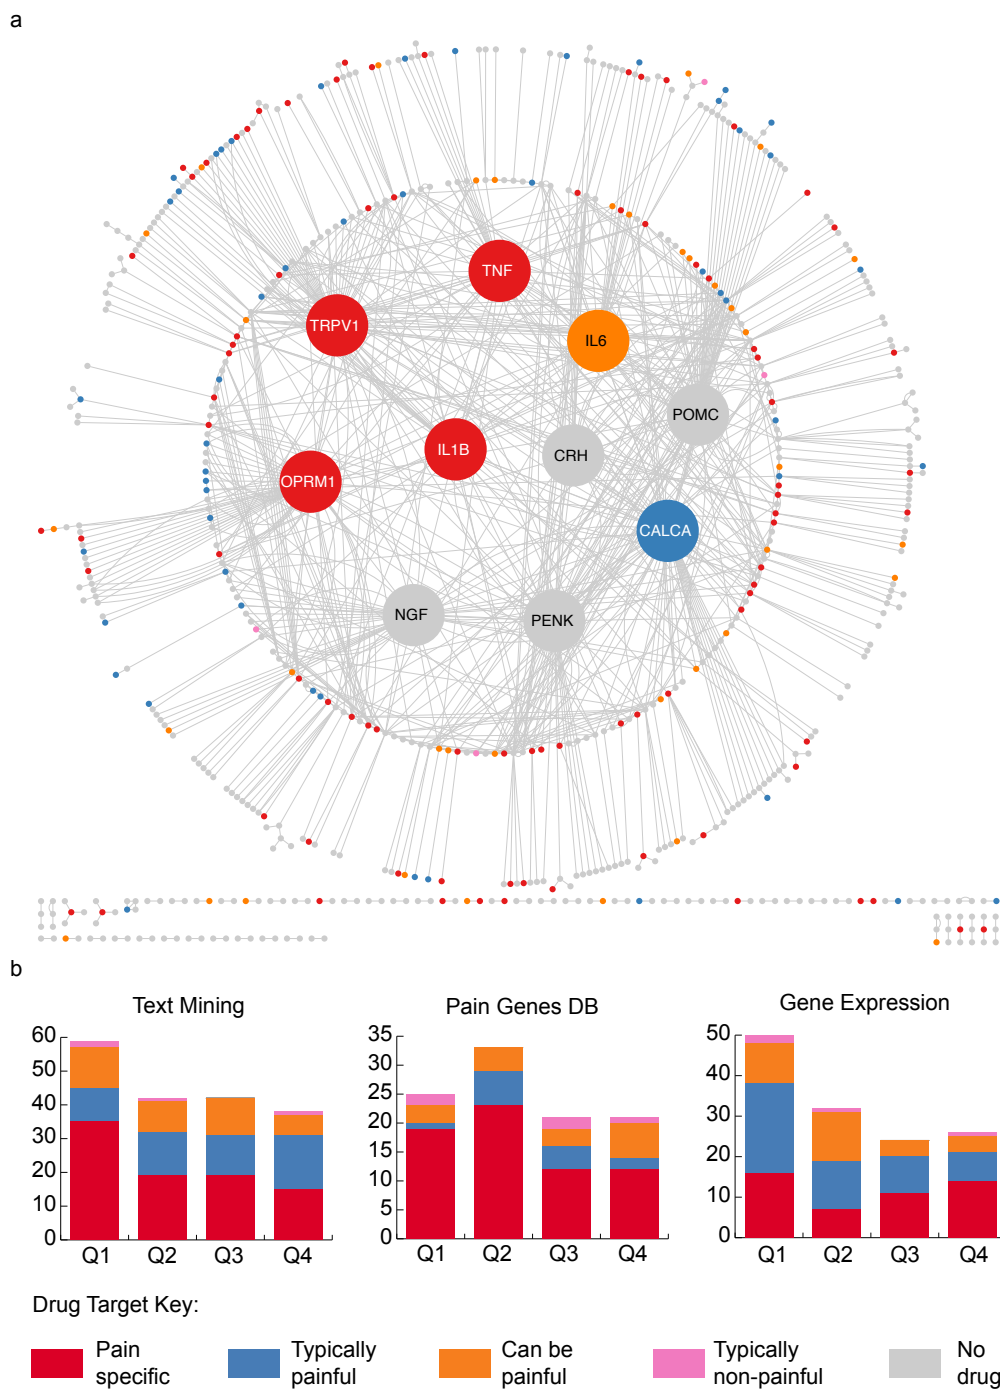 a
TNF
TRPV1
IL6
POMC
IL1B
CRH
OPRM1
CALCA
NGF
PENK
b
Text Mining
Pain Genes DB
Gene Expression
60
50
40
30
20
10
0
Q1 Q2 Q3 Q4
35
30
25
20
15
10
5
0
Q1 Q2 Q3 Q4
50
40
30
20
10
0
Q1 Q2 Q3 Q4
Drug Target Key:
Pain
specific
Typically
painful
Can be
painful
Typically
non-painful
No
drug